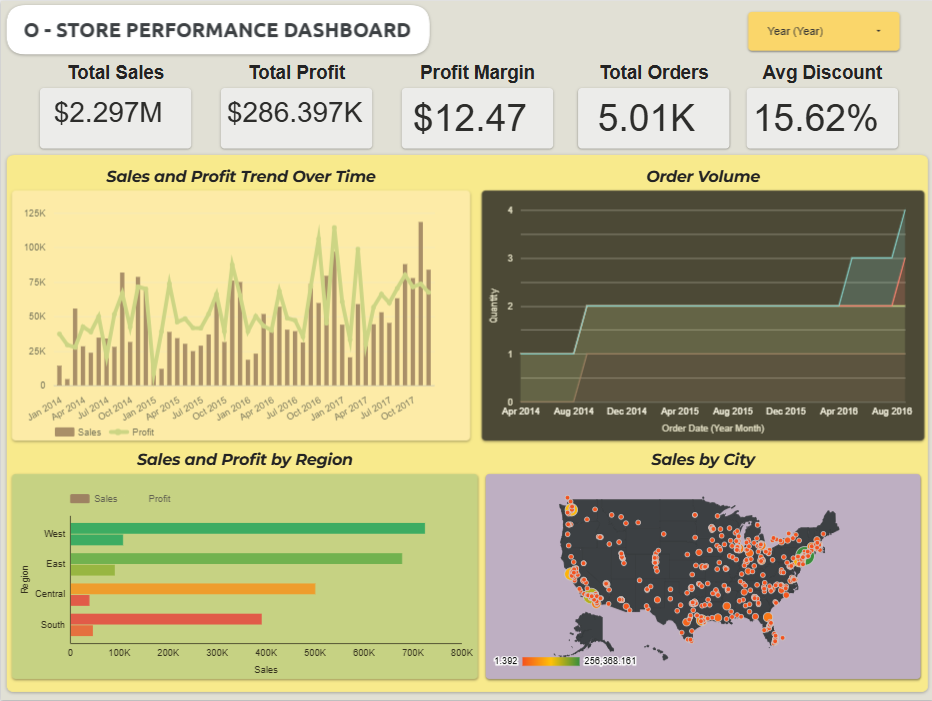 O - STORE PERFORMANCE DASHBOARD
Year (Year)
Total Sales
Total Profit
Profit Margin
Total Orders
Avg Discount
$2.297M
$286.397K
$12.47
5.01K
15.62%
Sales and Profit Trend Over Time
125K
100K
75K
50K
25K
0
Jan 2014
Apr 2014
Jul 2014
Oct 2014
Jan 2015
Apr 2015
Jul 2015
Oct 2015
Jan 2016
Apr 2016
Jul 2016
Oct 2016
Jan 2017
Apr 2017
Jul 2017
Oct 2017
Sales
Profit
Order Volume
Quantity
4
3
2
1
0
Apr 2014
Aug 2014
Dec 2014
Apr 2015
Aug 2015
Dec 2015
Apr 2016
Aug 2016
Order Date (Year Month)
Sales and Profit by Region
Sales
Profit
Region
West
East
Central
South
0
100K
200K
300K
400K
500K
600K
700K
800K
Sales
Sales by City
1.392
256,368.161